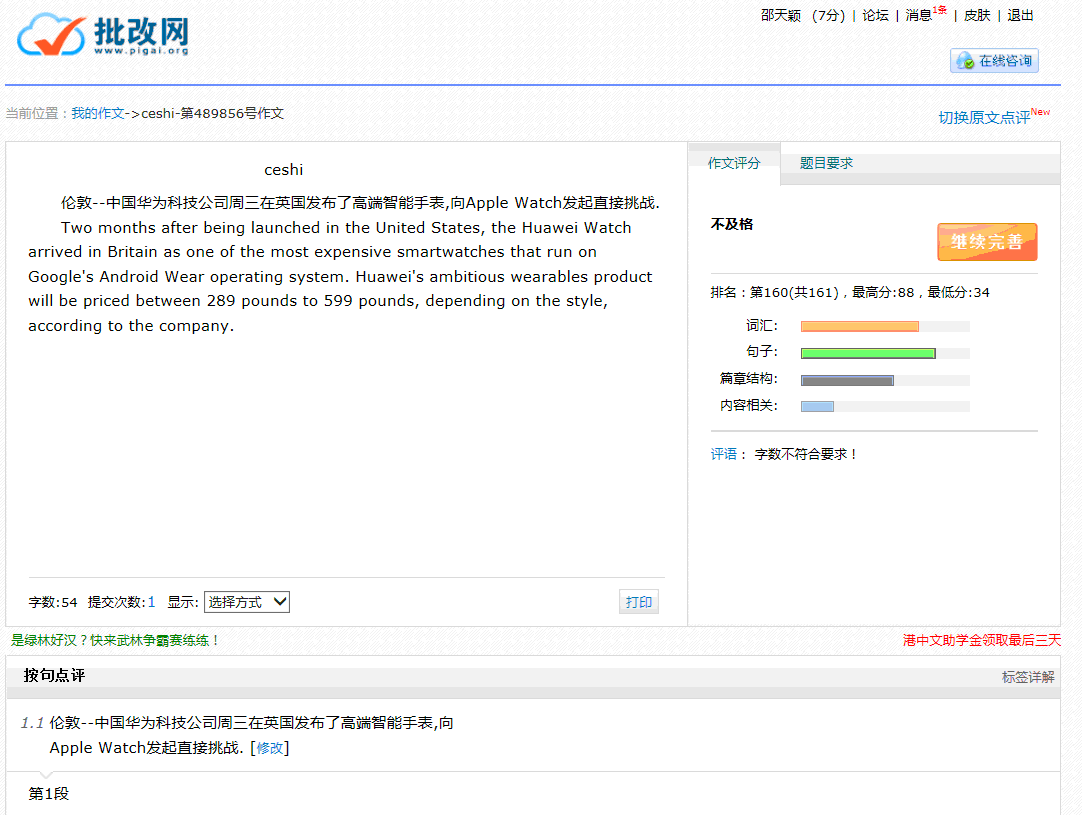 批改网
www.pigai.org
邵天颖 (7分) | 论坛 | 消息1条 | 皮肤 | 退出
在线咨询
当前位置：我的作文->ceshi-第489856号作文
切换原文点评New
ceshi
伦敦--中国华为科技公司周三在英国发布了高端智能手表,向Apple Watch发起直接挑战.
Two months after being launched in the United States, the Huawei Watch
arrived in Britain as one of the most expensive smartwatches that run on
Google's Android Wear operating system. Huawei's ambitious wearables product
will be priced between 289 pounds to 599 pounds, depending on the style,
according to the company.
字数:54 提交次数:1 显示: 选择方式
打印
作文评分 题目要求
不及格
继续完善
排名：第160(共161)，最高分:88，最低分:34
词汇:
句子:
篇章结构:
内容相关:
评语： 字数不符合要求！
是绿林好汉？快来武林争霸赛练练！
港中文助学金领取最后三天
按句点评
标签详解
1.1 伦敦--中国华为科技公司周三在英国发布了高端智能手表,向
Apple Watch发起直接挑战. [修改]
第1段